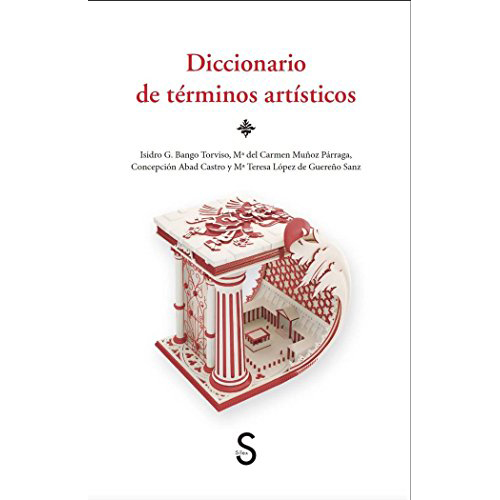 Diccionario
de términos artísticos
Isidro G. Bango Torviso, Mª del Carmen Muñoz Párraga,
Concepción Abad Castro y Mª Teresa López de Guereño Sanz
S
Sílex